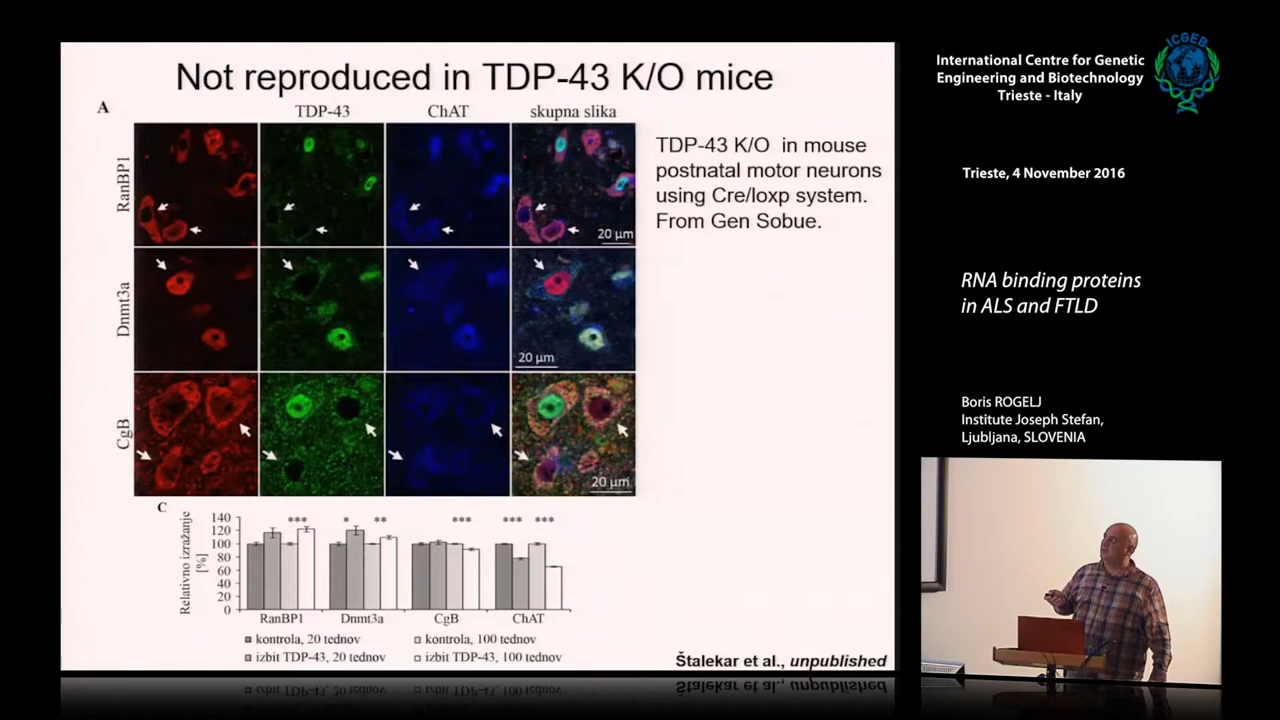 Not reproduced in TDP-43 K/O mice
A
TDP-43 ChAT skupna slika
RanBP1
20 µm
Dnmt3a
20 µm
CgB
20 µm
TDP-43 K/O in mouse
postnatal motor neurons
using Cre/loxp system.
From Gen Sobue.
C
Relativno izražanje
[%]
140
120
100
80
60
40
20
0
*** * ** *** *** ***
RanBP1 Dnmt3a CgB ChAT
kontrola, 20 tednov kontrola, 100 tednov
izbit TDP-43, 20 tednov izbit TDP-43, 100 tednov
Štalekar et al., unpublished
ICGEB
International Centre for Genetic
Engineering and Biotechnology
Trieste - Italy
Trieste, 4 November 2016
RNA binding proteins
in ALS and FTLD
Boris ROGELJ
Institute Joseph Stefan,
Ljubljana, SLOVENIA